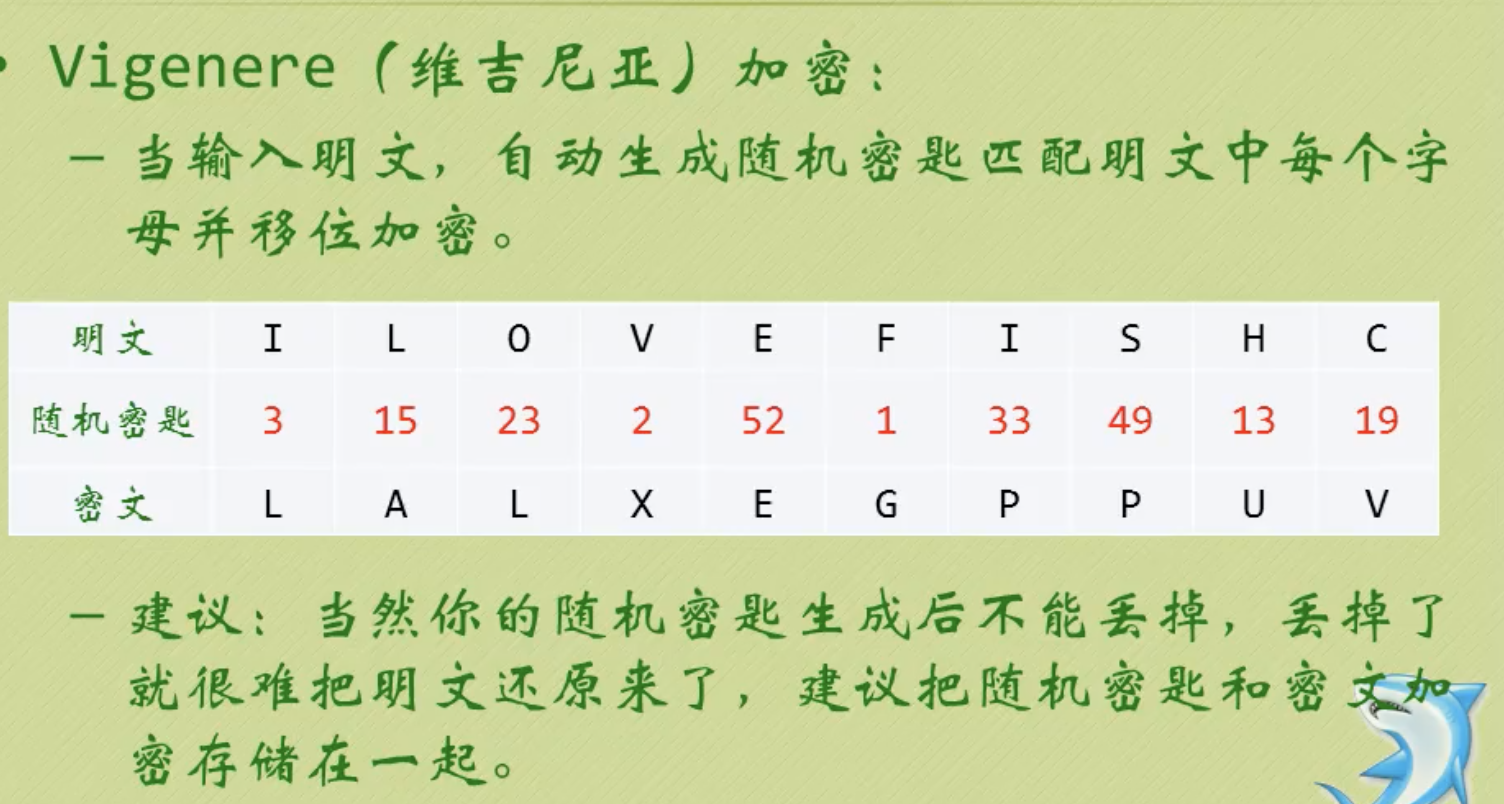 • Vigenere（维吉尼亚）加密：
– 当输入明文，自动生成随机密匙匹配明文中每个字
母并移位加密。
明文 I L O V E F I S H C
随机密匙 3 15 23 2 52 1 33 49 13 19
密文 L A L X E G P P U V
– 建议：当然你的随机密匙生成后不能丢掉，丢掉了
就很难把明文还原来了，建议把随机密匙和密文加
密存储在一起。